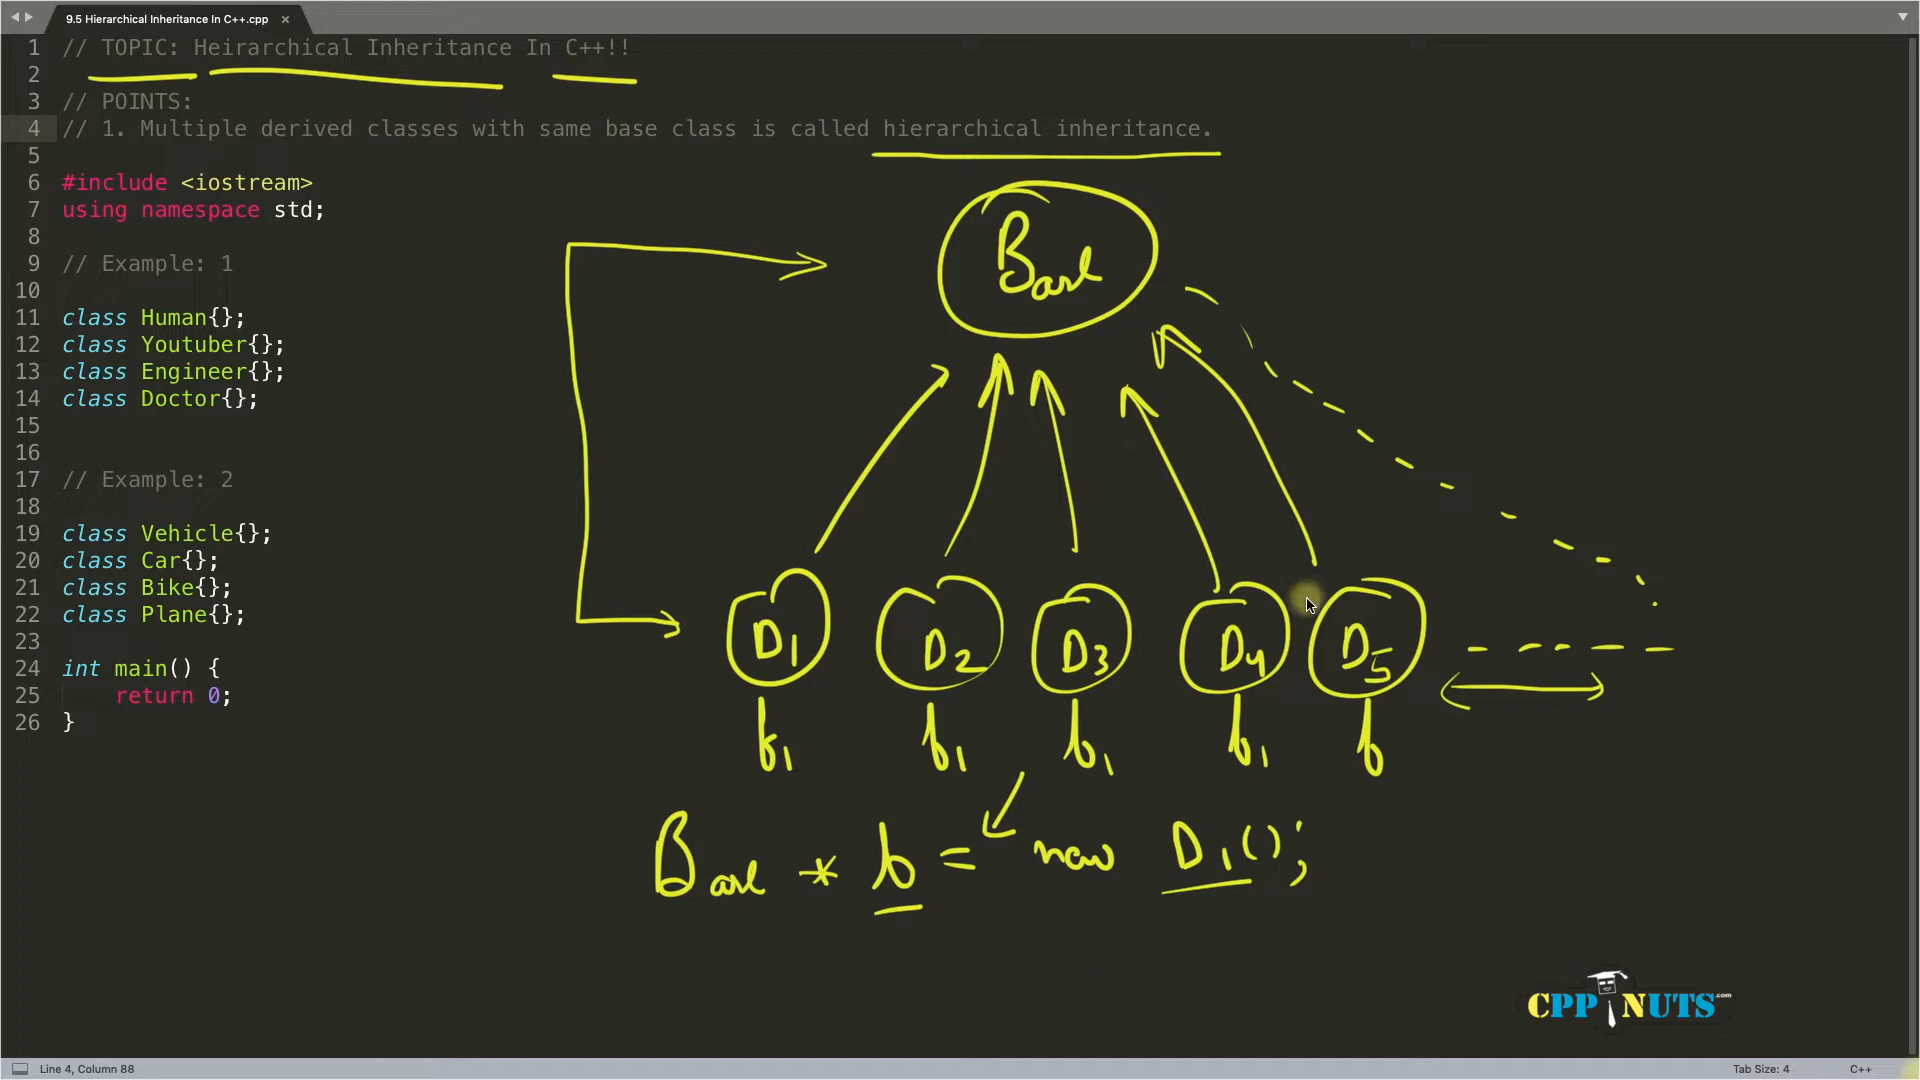 9.5 Hierarchical Inheritance In C++.cpp ×
1 // TOPIC: Heirarchical Inheritance In C++!!
2
3 // POINTS:
4 // 1. Multiple derived classes with same base class is called hierarchical inheritance.
5
6 #include <iostream>
7 using namespace std;
8
9 // Example: 1
10
11 class Human{};
12 class Youtuber{};
13 class Engineer{};
14 class Doctor{};
15
16
17 // Example: 2
18
19 class Vehicle{};
20 class Car{};
21 class Bike{};
22 class Plane{};
23
24 int main() {
25 return 0;
26 }
Base
D1 D2 D3 D4 D5
f1 f1 f1 f1 f
Base * b = new D1();
CPP NUTS.com
Line 4, Column 88 Tab Size: 4 C++